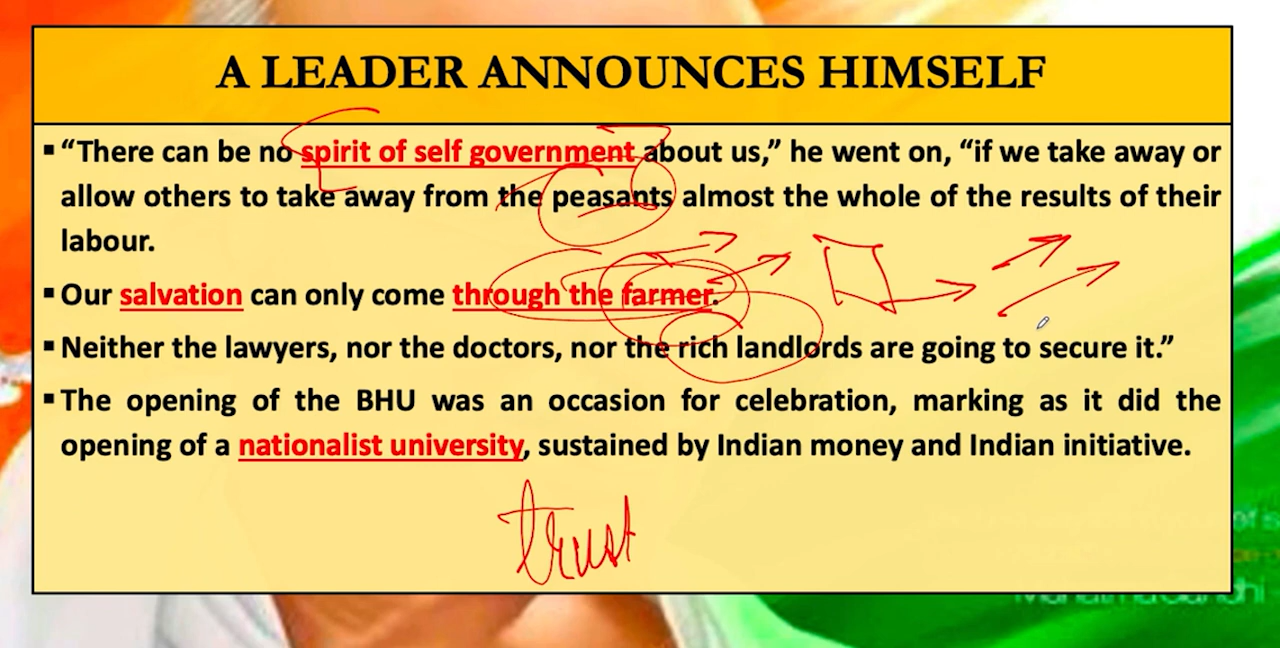 A LEADER ANNOUNCES HIMSELF
▪ “There can be no spirit of self government about us,” he went on, “if we take away or
allow others to take away from the peasants almost the whole of the results of their
labour.
▪ Our salvation can only come through the farmer.
▪ Neither the lawyers, nor the doctors, nor the rich landlords are going to secure it.”
▪ The opening of the BHU was an occasion for celebration, marking as it did the
opening of a nationalist university, sustained by Indian money and Indian initiative.
trust
Mahatma Gandhi